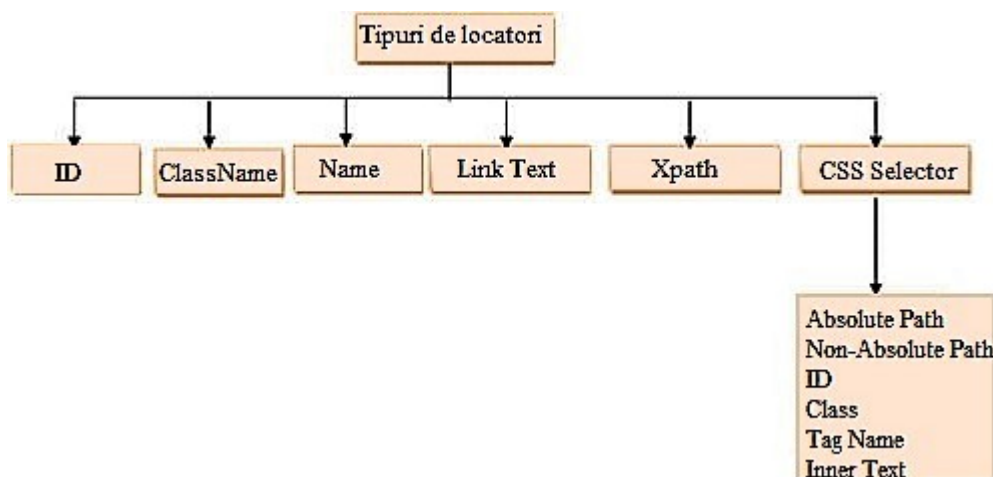 Tipuri de locatori
ID
ClassName
Name
Link Text
Xpath
CSS Selector
Absolute Path
Non-Absolute Path
ID
Class
Tag Name
Inner Text